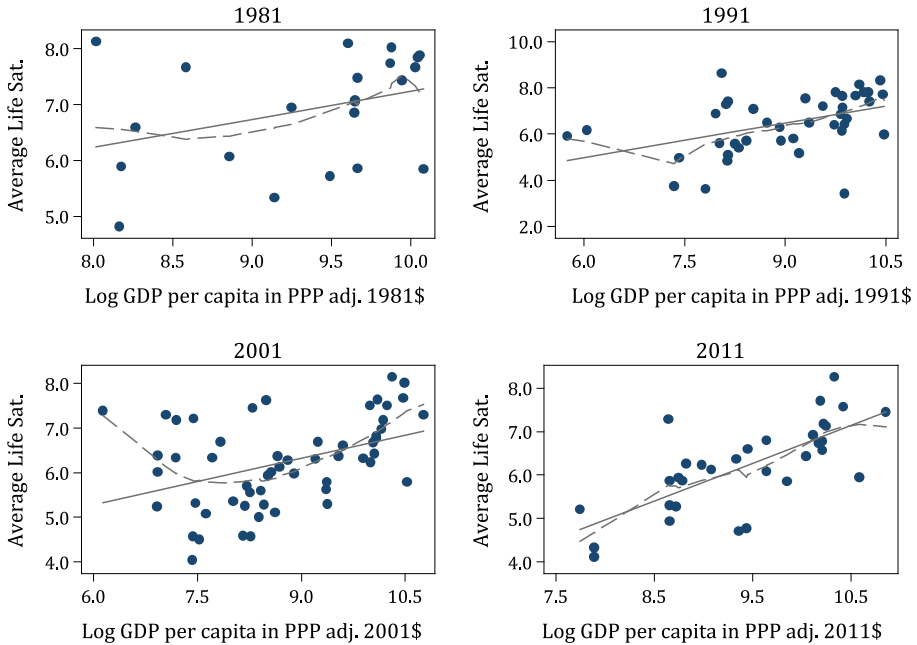 1981
8.0
7.0
6.0
5.0
Average Life Sat.
8.0 8.5 9.0 9.5 10.0
Log GDP per capita in PPP adj. 1981$
1991
10.0
8.0
6.0
4.0
2.0
Average Life Sat.
6.0 7.5 9.0 10.5
Log GDP per capita in PPP adj. 1991$
2001
8.0
7.0
6.0
5.0
4.0
Average Life Sat.
6.0 7.5 9.0 10.5
Log GDP per capita in PPP adj. 2001$
2011
8.0
7.0
6.0
5.0
4.0
Average Life Sat.
7.5 8.5 9.5 10.5
Log GDP per capita in PPP adj. 2011$